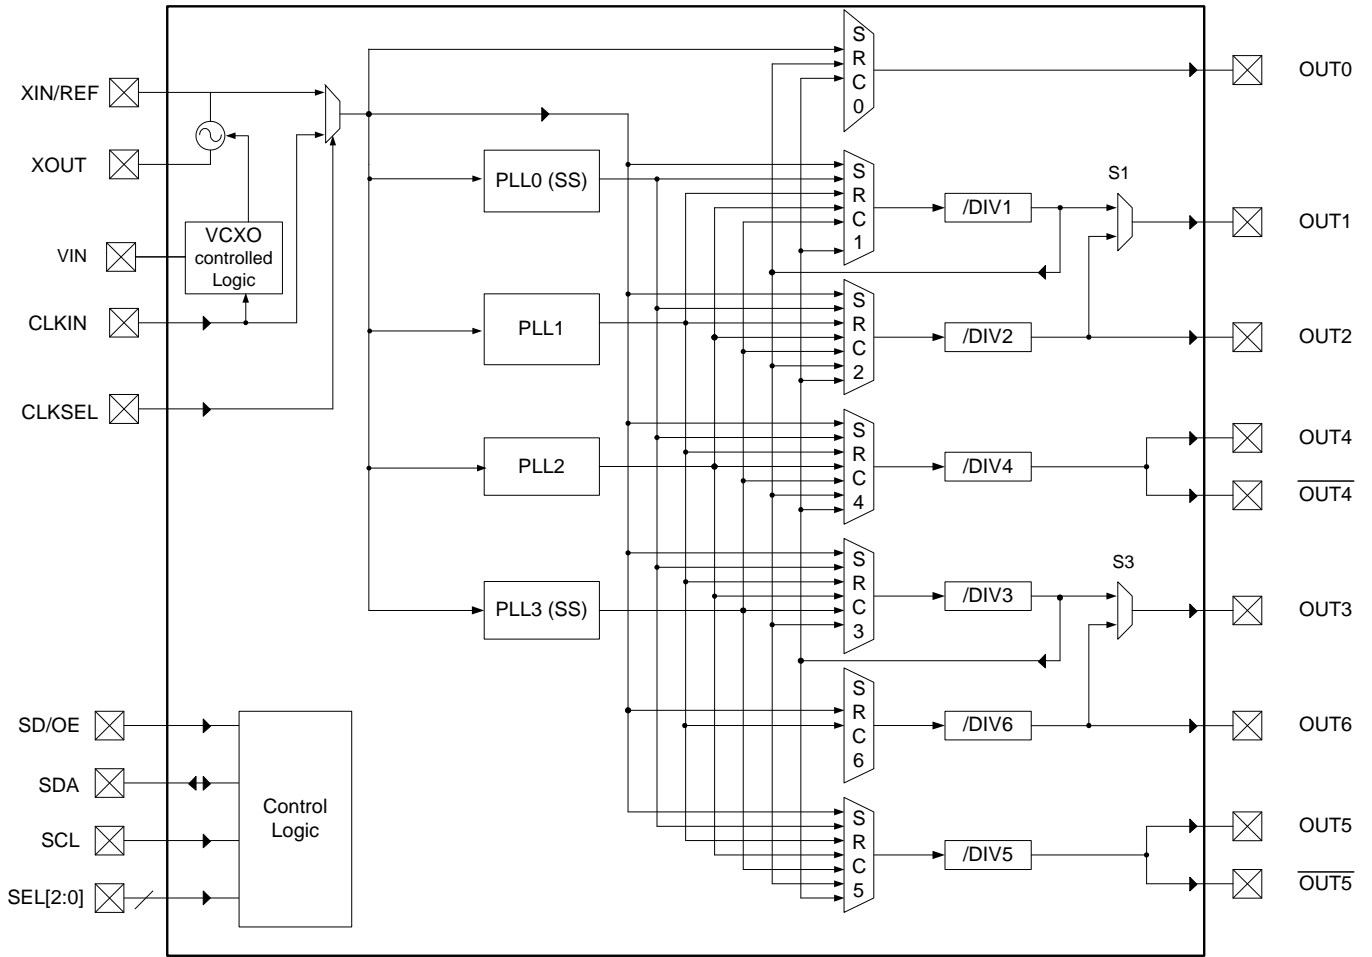 XIN/REF
XOUT
VIN
CLKIN
CLKSEL
VCXO
controlled
Logic
SD/OE
SDA
SCL
SEL[2:0]
Control
Logic
PLL0 (SS)
PLL1
PLL2
PLL3 (SS)
SRC0
SRC1
SRC2
SRC4
SRC3
SRC6
SRC5
/DIV1
/DIV2
/DIV4
/DIV3
/DIV6
/DIV5
S1
S3
OUT0
OUT1
OUT2
OUT4
OUT4
OUT3
OUT6
OUT5
OUT5